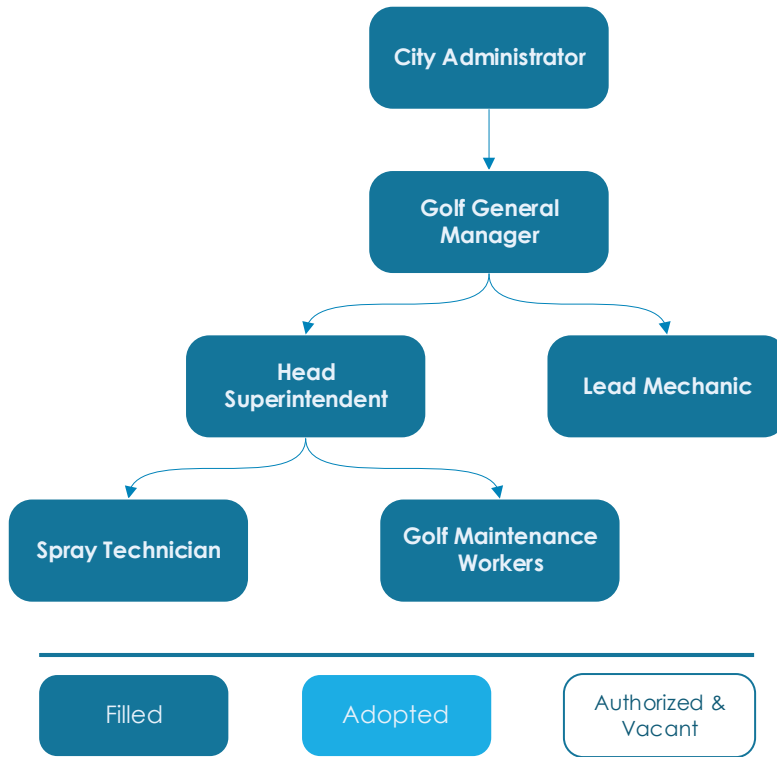 City Administrator
Golf General
Manager
Head
Superintendent
Lead Mechanic
Spray Technician
Golf Maintenance
Workers
Filled
Adopted
Authorized &
Vacant